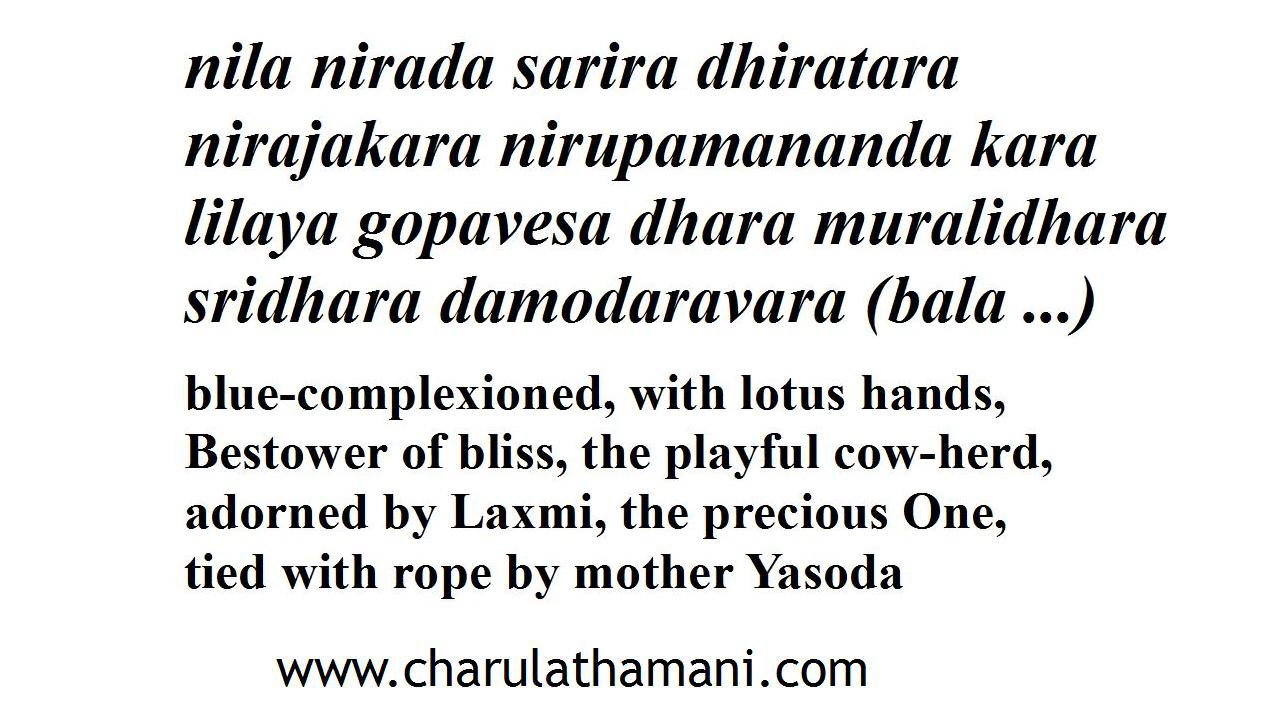 nila nirada sarira dhiratara
nirajakara nirupamananda kara
lilaya gopavesa dhara muralidhara
sridhara damodaravara (bala ...)
blue-complexioned, with lotus hands,
Bestower of bliss, the playful cow-herd,
adorned by Laxmi, the precious One,
tied with rope by mother Yasoda
www.charulathamani.com